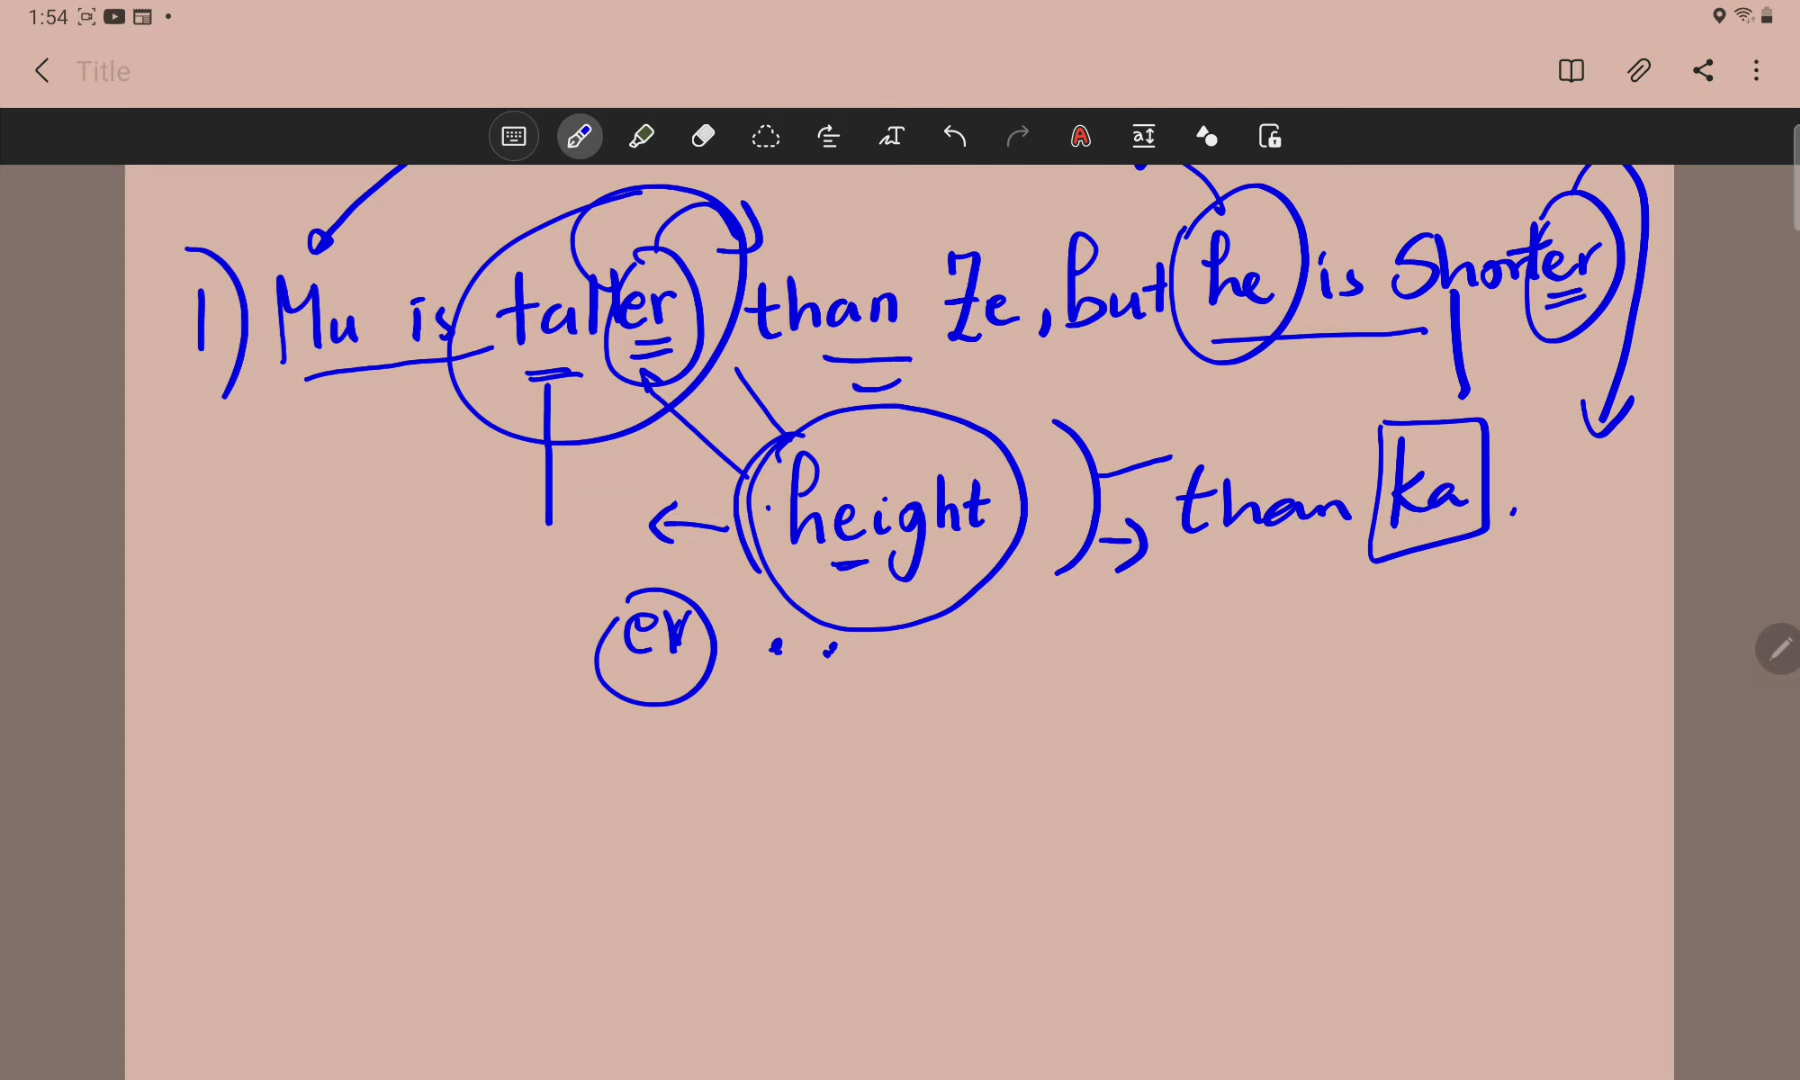 1:54
Title
1) Mu is taller than Ze, but he is Shorter
height than ka.
er ..